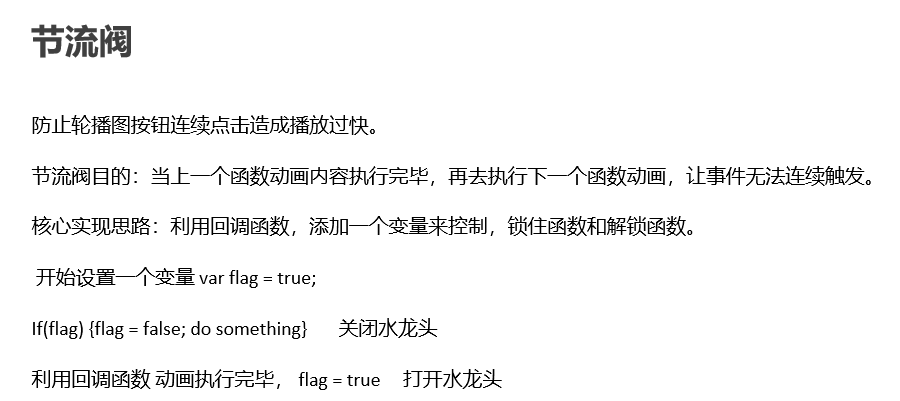 节流阀
防止轮播图按钮连续点击造成播放过快。
节流阀目的：当上一个函数动画内容执行完毕，再去执行下一个函数动画，让事件无法连续触发。
核心实现思路：利用回调函数，添加一个变量来控制，锁住函数和解锁函数。
开始设置一个变量 var flag = true;
If(flag) {flag = false; do something} 关闭水龙头
利用回调函数 动画执行完毕， flag = true 打开水龙头